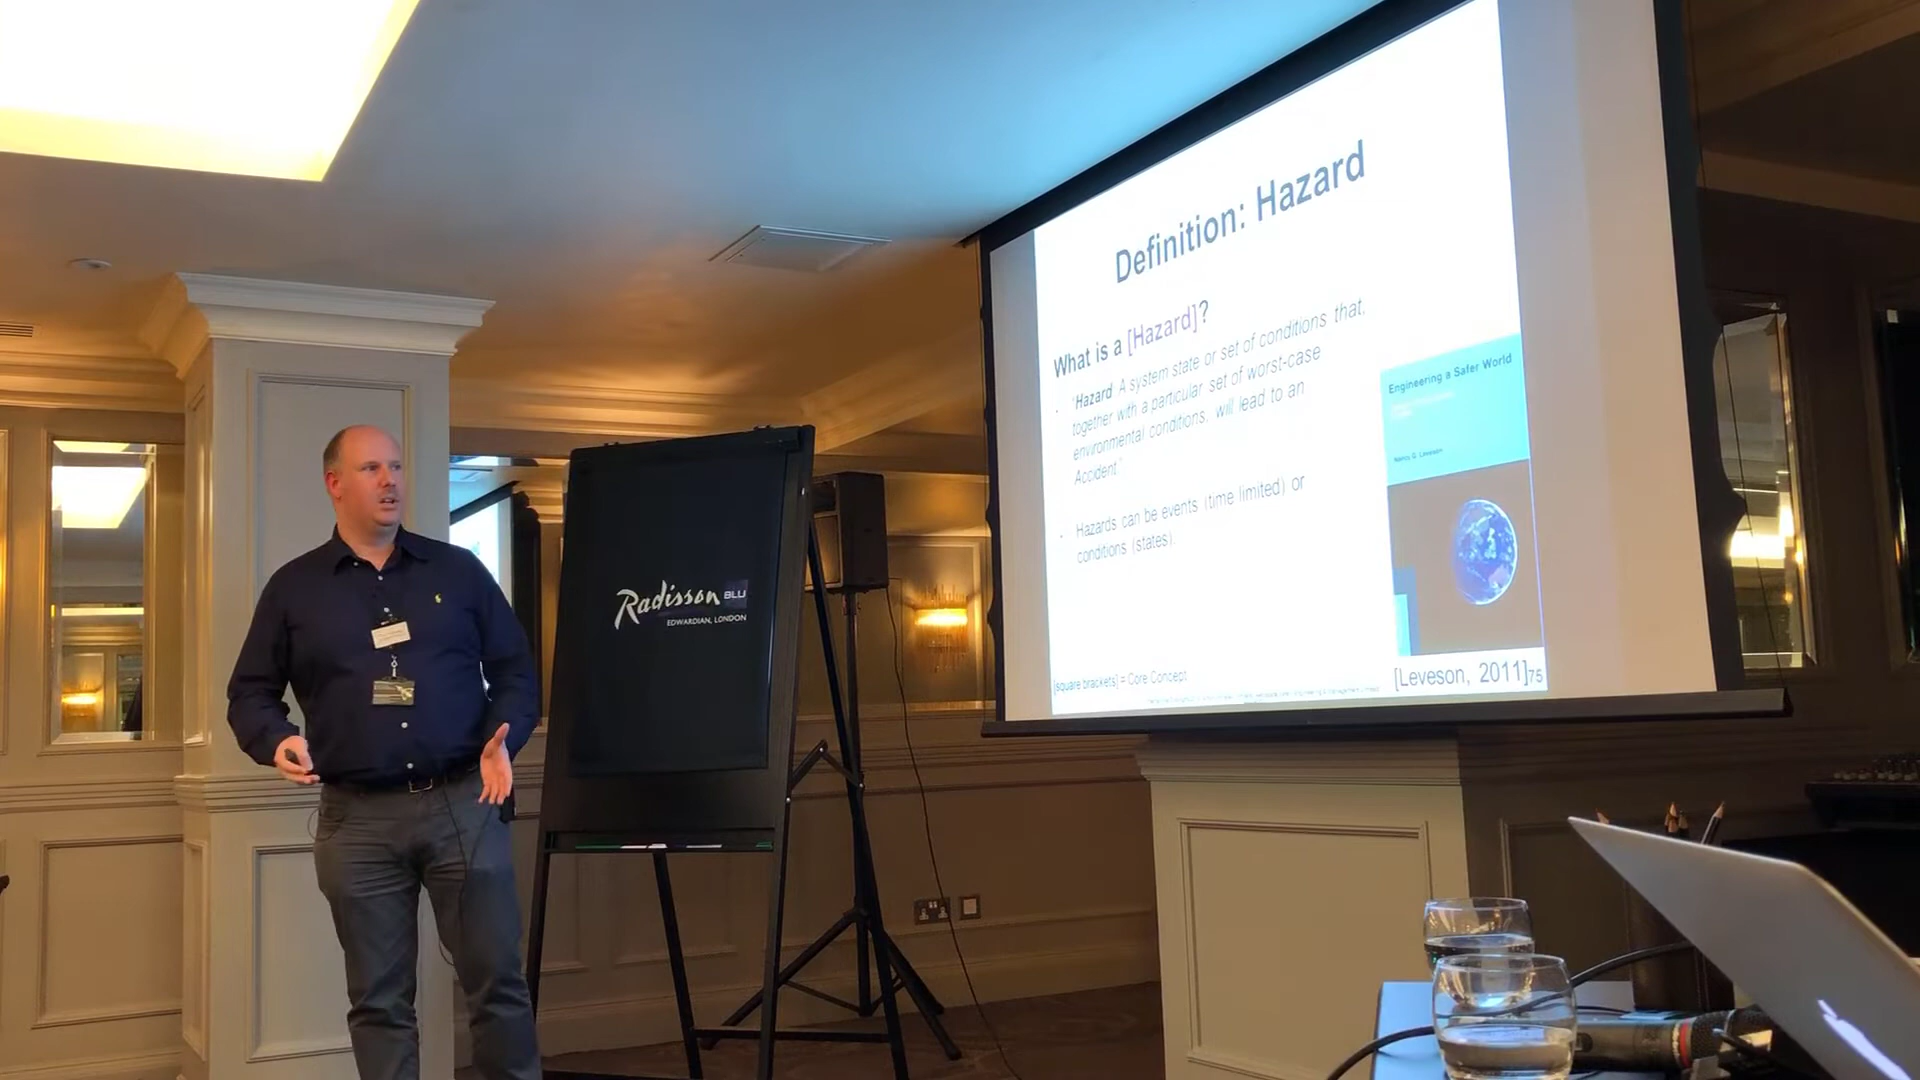 Definition: Hazard
What is a [Hazard]?
"Hazard A system state or set of conditions that,
together with a particular set of worst-case
environmental conditions, will lead to an
Accident"
Hazards can be events (time limited) or
conditions (states).
Engineering a Safer World
Nancy G. Leveson
[square brackets] = Core Concept
[Leveson, 2011]75
Radisson BLU
EDWARDIAN, LONDON